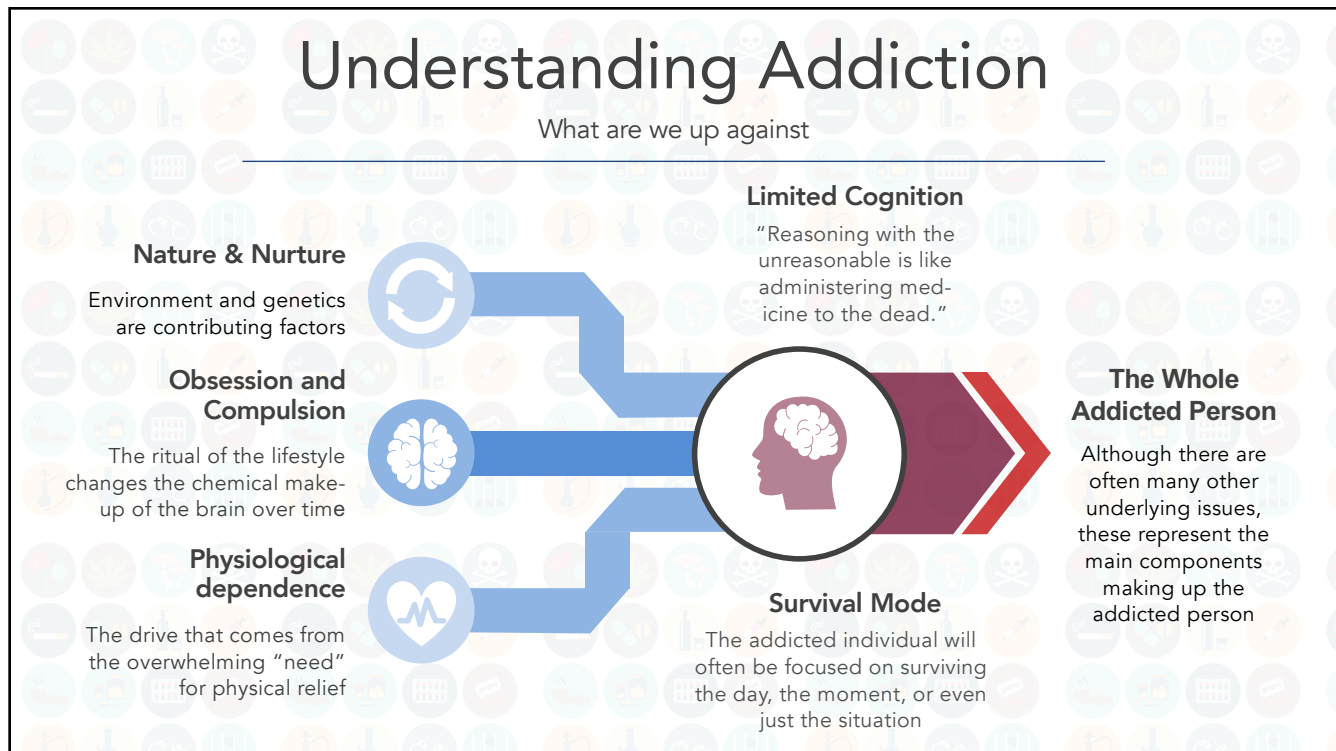 Understanding Addiction
What are we up against
Nature & Nurture
Environment and genetics
are contributing factors
Obsession and
Compulsion
The ritual of the lifestyle
changes the chemical make-
up of the brain over time
Physiological
dependence
The drive that comes from
the overwhelming “need”
for physical relief
Limited Cognition
“Reasoning with the
unreasonable is like
administering med-
icine to the dead.”
Survival Mode
The addicted individual will
often be focused on surviving
the day, the moment, or even
just the situation
The Whole
Addicted Person
Although there are
often many other
underlying issues,
these represent the
main components
making up the
addicted person